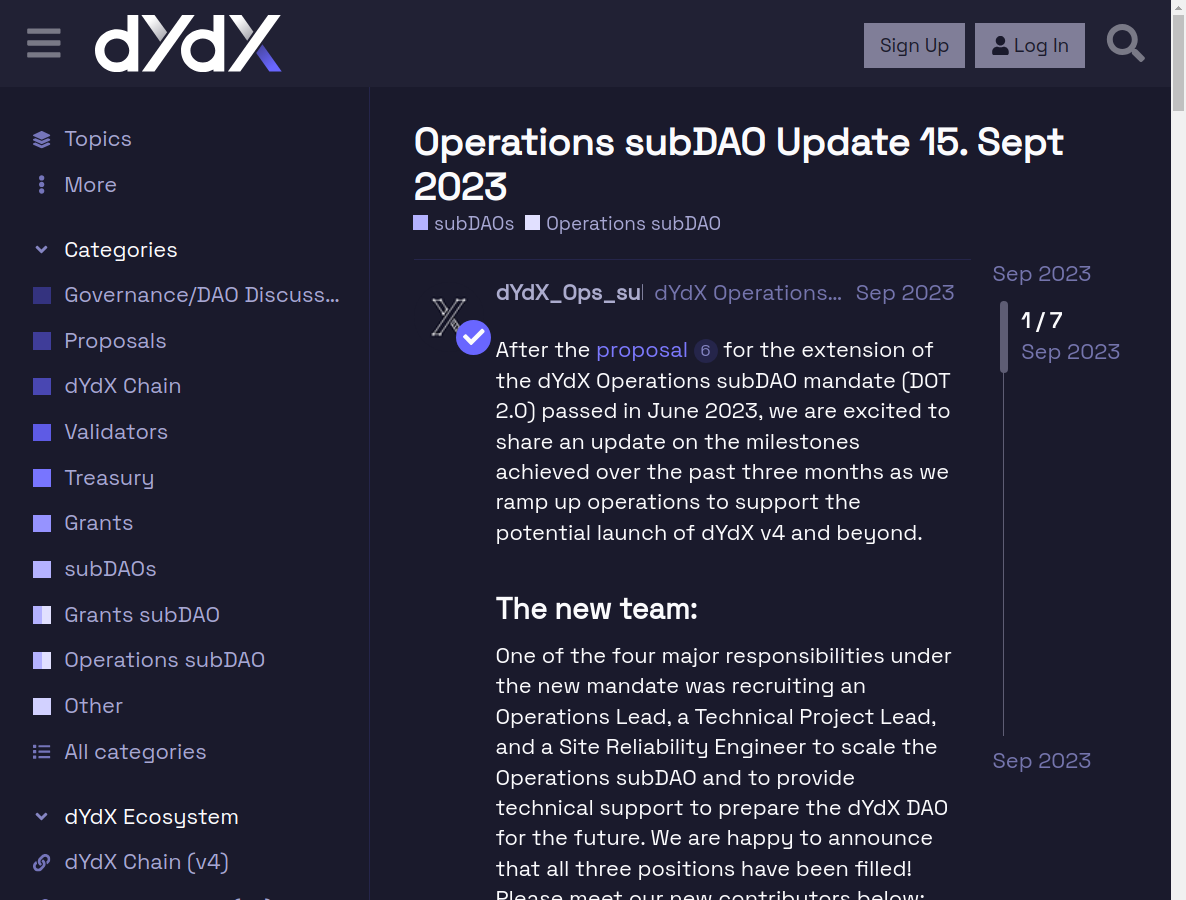 dYdX
Sign Up
Log In
Topics
More
Categories
Governance/DAO Discuss...
Proposals
dYdX Chain
Validators
Treasury
Grants
subDAOs
Grants subDAO
Operations subDAO
Other
All categories
dYdX Ecosystem
dYdX Chain (v4)
Operations subDAO Update 15. Sept
2023
subDAOs Operations subDAO
dYdX_Ops_su dYdX Operations... Sep 2023
After the proposal 6 for the extension of
the dYdX Operations subDAO mandate (DOT
2.0) passed in June 2023, we are excited to
share an update on the milestones
achieved over the past three months as we
ramp up operations to support the
potential launch of dYdX v4 and beyond.
The new team:
One of the four major responsibilities under
the new mandate was recruiting an
Operations Lead, a Technical Project Lead,
and a Site Reliability Engineer to scale the
Operations subDAO and to provide
technical support to prepare the dYdX DAO
for the future. We are happy to announce
that all three positions have been filled!
Please meet our new contributors below:
Sep 2023
1 / 7
Sep 2023
Sep 2023